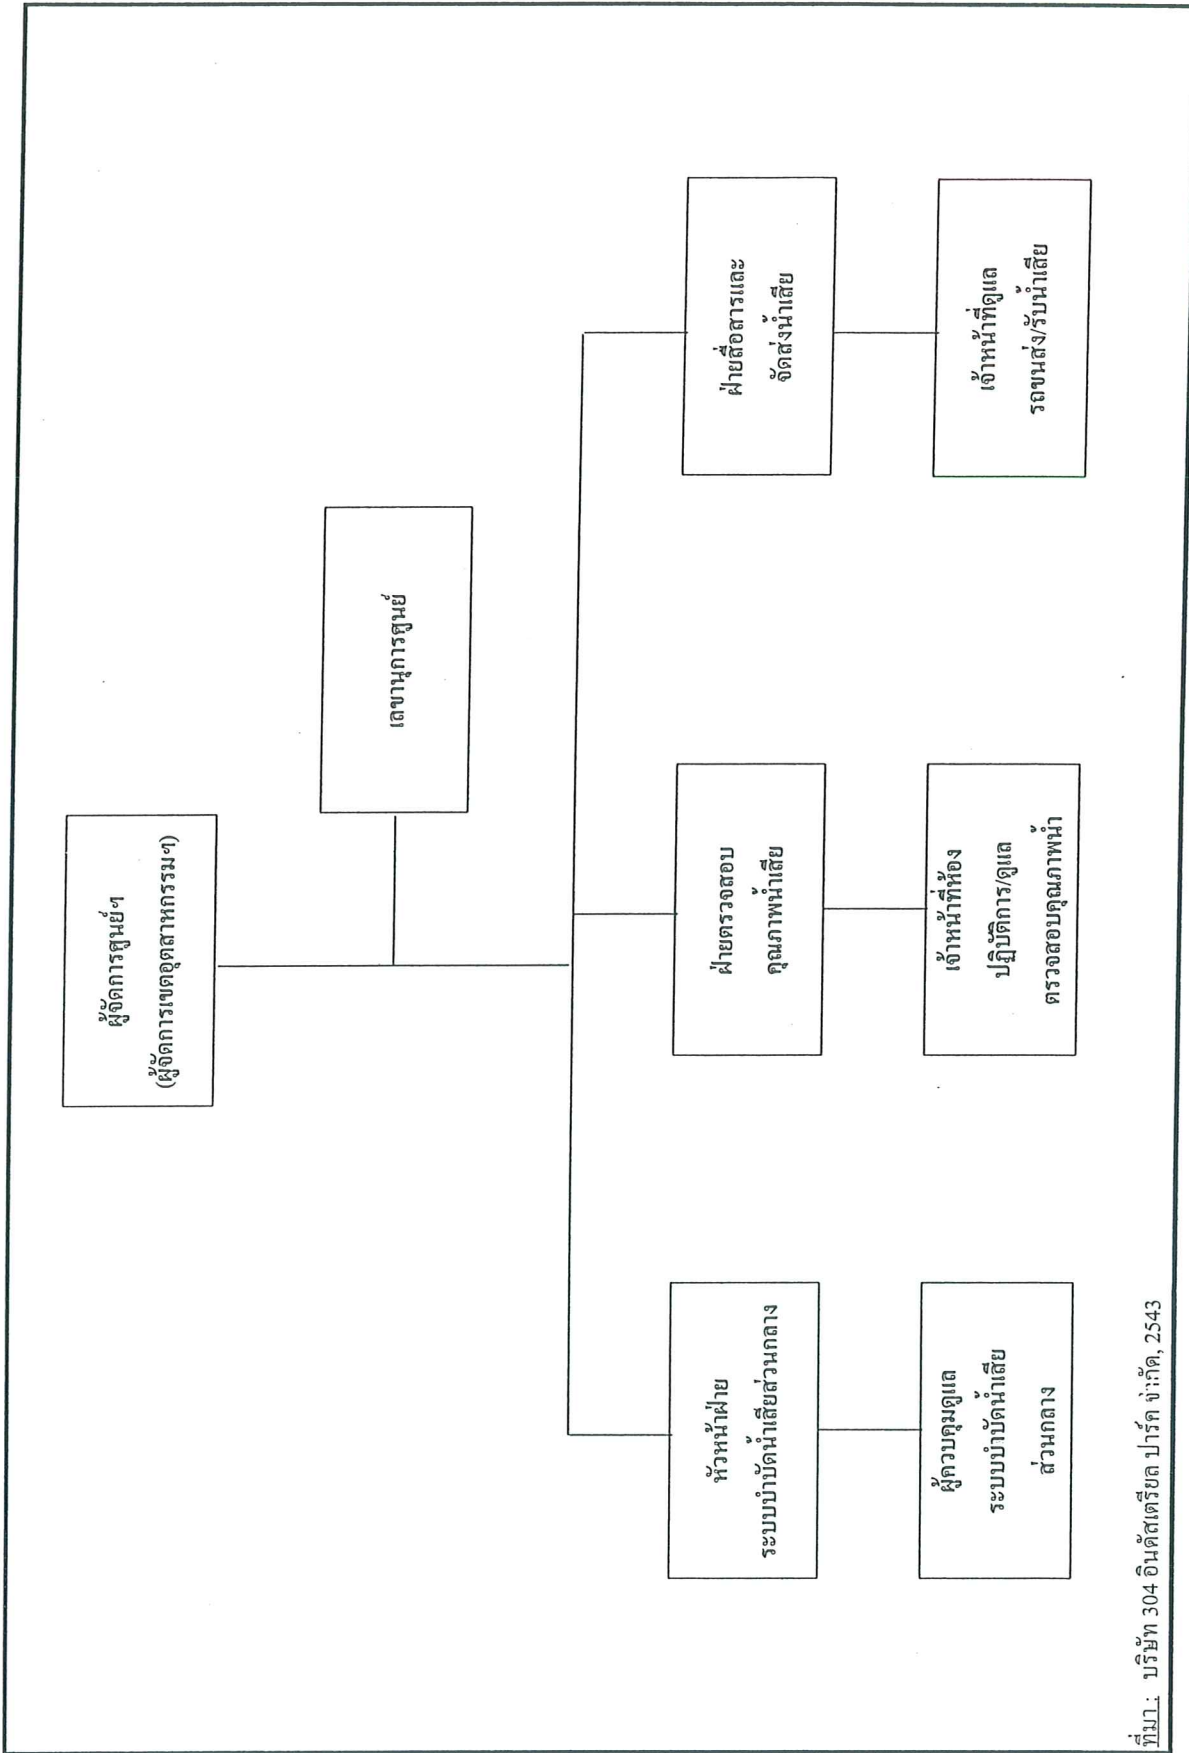 ผู้จัดการศูนย์ฯ
(ผู้จัดการเขตอุตสาหกรรมฯ)
เลขานุการศูนย์
หัวหน้าฝ่าย
ระบบบำบัดน้ำเสียส่วนกลาง
ฝ่ายตรวจสอบ
คุณภาพน้ำเสีย
ฝ่ายสื่อสารและ
จัดส่งน้ำเสีย
ผู้ควบคุมดูแล
ระบบบำบัดน้ำเสีย
ส่วนกลาง
เจ้าหน้าที่ห้อง
ปฏิบัติการ/ดูแล
ตรวจสอบคุณภาพน้ำ
เจ้าหน้าที่ดูแล
รถขนส่ง/รับน้ำเสีย
ที่มา : บริษัท 304 อินดัสเตรียล ปาร์ค จำกัด, 2543